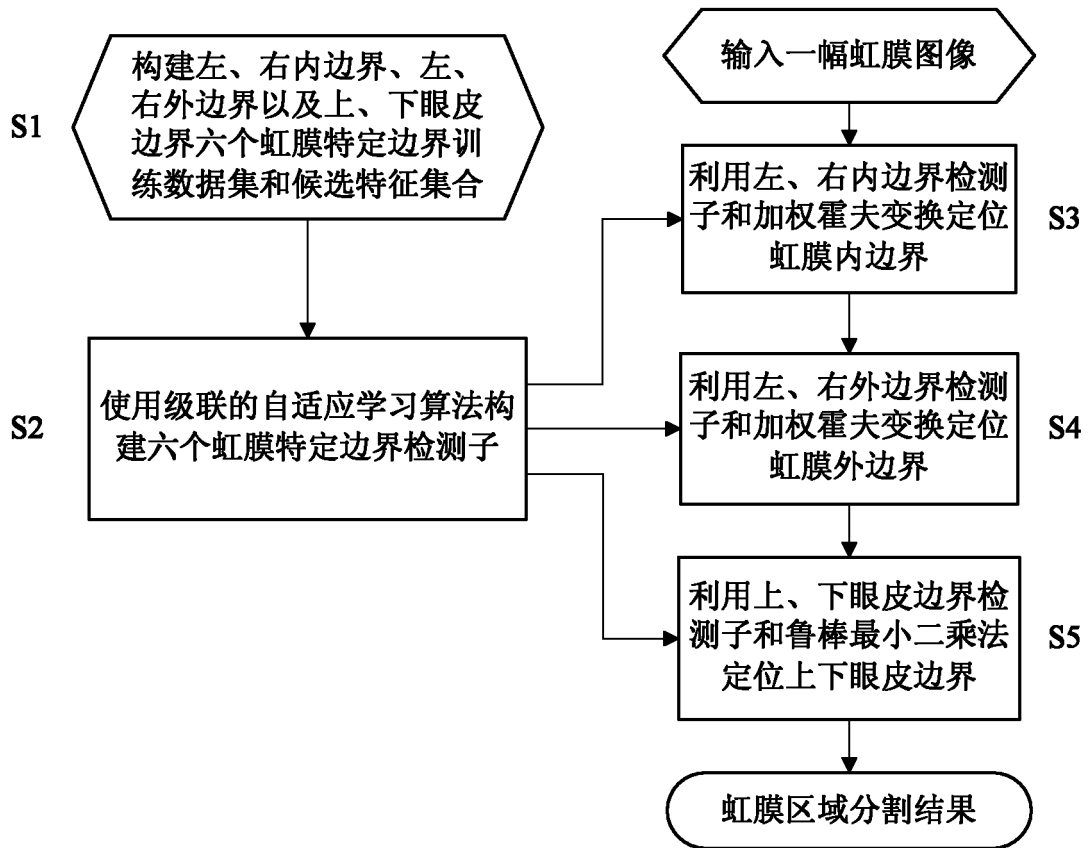 S1
构建左、右内边界、左、
右外边界以及上、下眼皮
边界六个虹膜特定边界训
练数据集和候选特征集合
S2
使用级联的自适应学习算法构
建六个虹膜特定边界检测子
输入一幅虹膜图像
利用左、右内边界检测
子和加权霍夫变换定位
虹膜内边界
S3
利用左、右外边界检测
子和加权霍夫变换定位
虹膜外边界
S4
利用上、下眼皮边界检
测子和鲁棒最小二乘法
定位上下眼皮边界
S5
虹膜区域分割结果